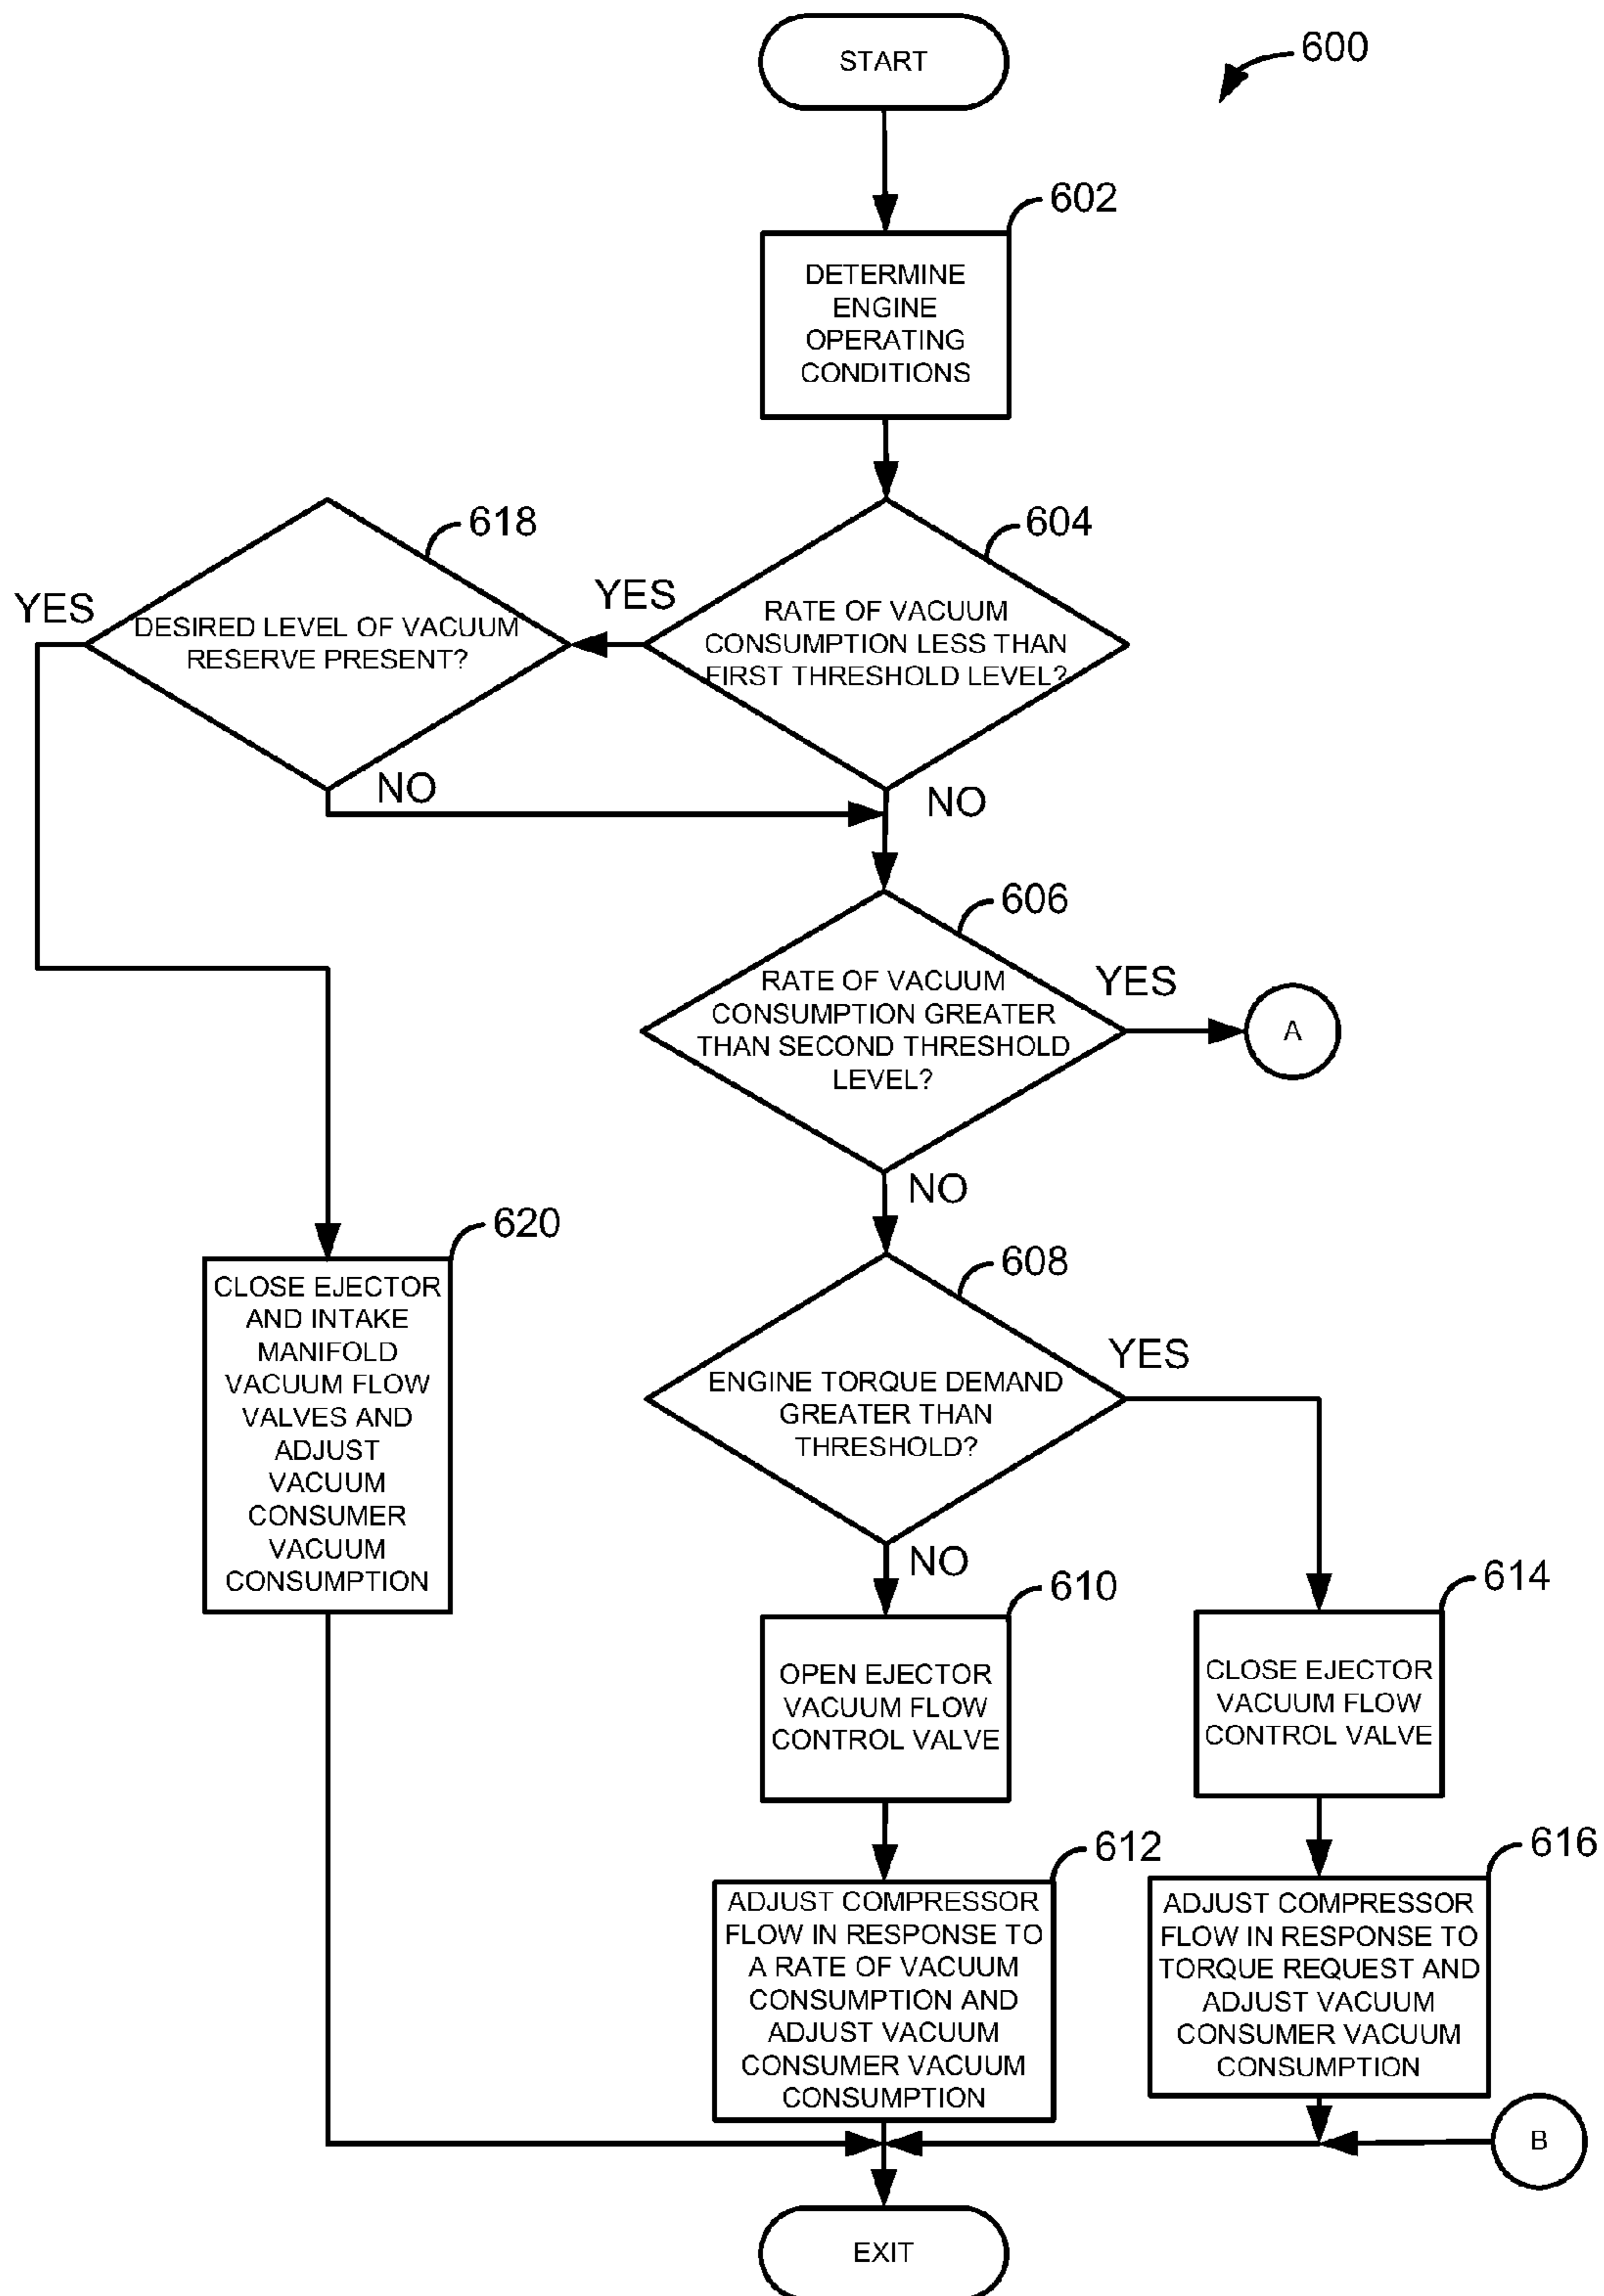 START
600
602
DETERMINE
ENGINE
OPERATING
CONDITIONS
618
604
YES
YES
DESIRED LEVEL OF VACUUM
RESERVE PRESENT?
RATE OF VACUUM
CONSUMPTION LESS THAN
FIRST THRESHOLD LEVEL?
NO
NO
606
RATE OF VACUUM
CONSUMPTION GREATER
THAN SECOND THRESHOLD
LEVEL?
YES
A
NO
620
CLOSE EJECTOR
AND INTAKE
MANIFOLD
VACUUM FLOW
VALVES AND
ADJUST
VACUUM
CONSUMER
VACUUM
CONSUMPTION
608
ENGINE TORQUE DEMAND
GREATER THAN
THRESHOLD?
YES
NO
610
OPEN EJECTOR
VACUUM FLOW
CONTROL VALVE
614
CLOSE EJECTOR
VACUUM FLOW
CONTROL VALVE
612
ADJUST COMPRESSOR
FLOW IN RESPONSE TO
A RATE OF VACUUM
CONSUMPTION AND
ADJUST VACUUM
CONSUMER VACUUM
CONSUMPTION
616
ADJUST COMPRESSOR
FLOW IN RESPONSE TO
TORQUE REQUEST AND
ADJUST VACUUM
CONSUMER VACUUM
CONSUMPTION
B
EXIT